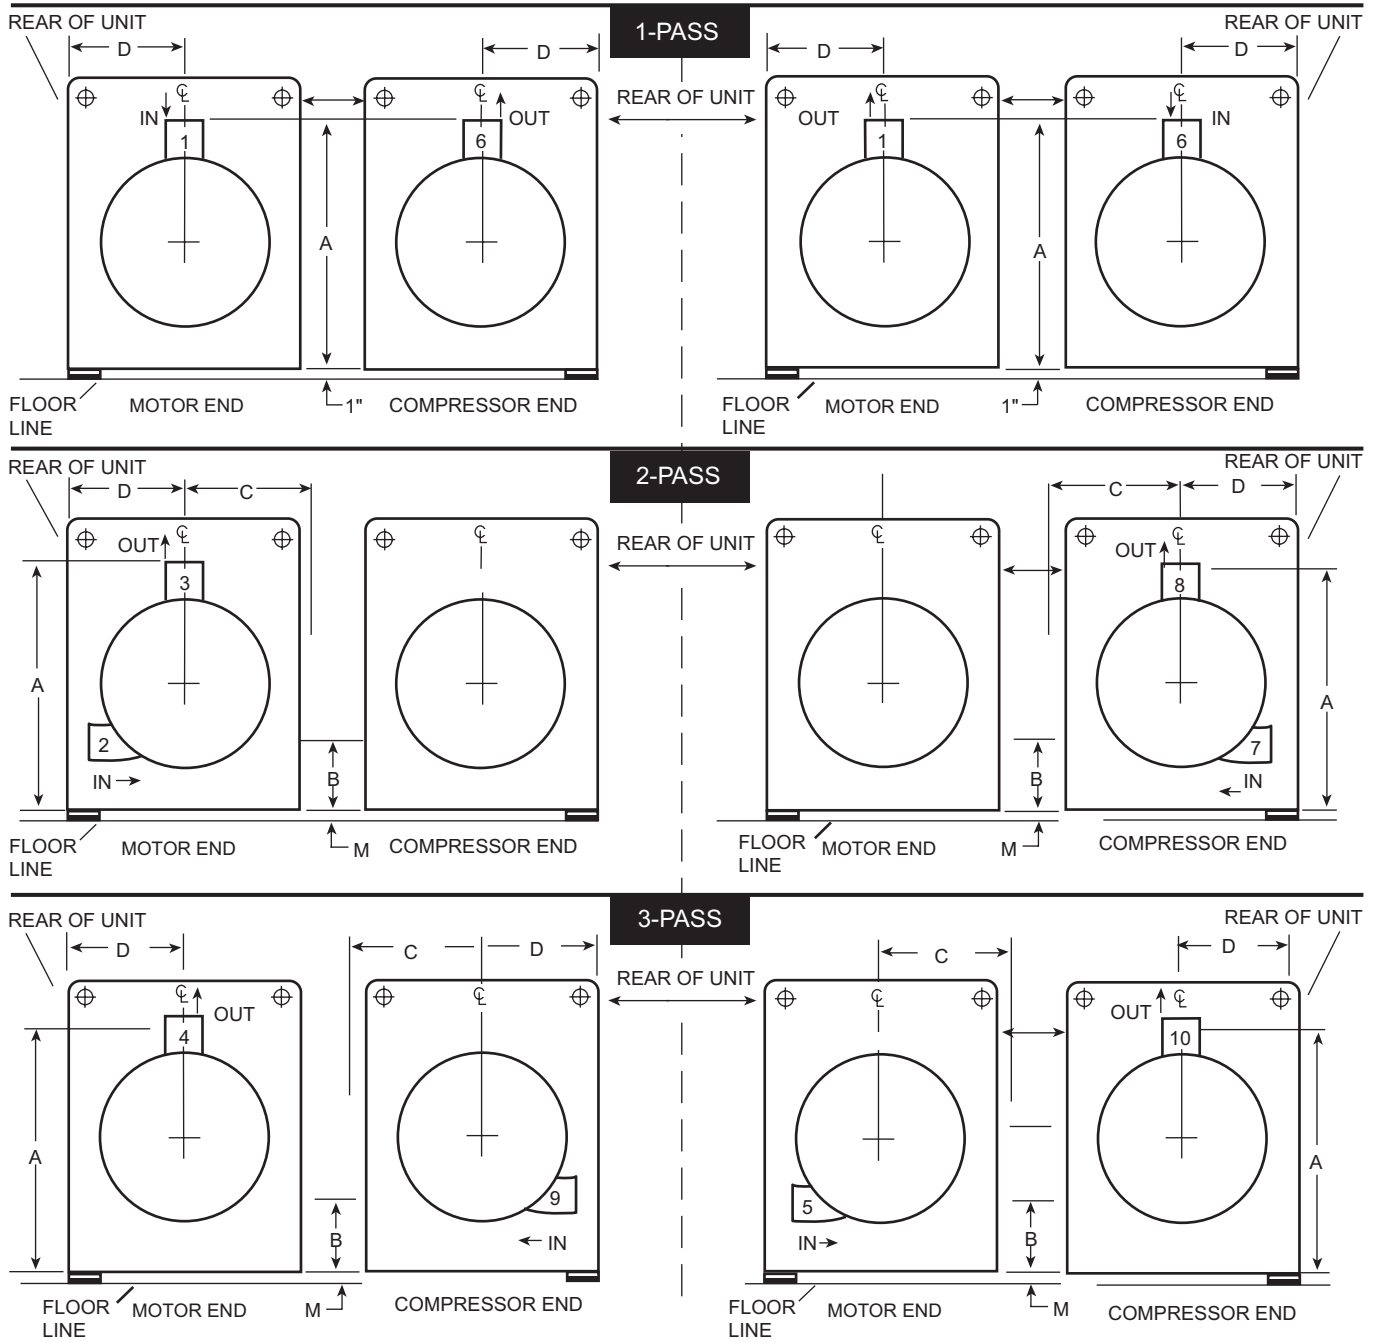 REAR OF UNIT
1-PASS
REAR OF UNIT
D
D
D
D
℄
℄
REAR OF UNIT
℄
℄
IN
OUT
OUT
IN
1
6
1
6
A
A
FLOOR
LINE
MOTOR END
1"
COMPRESSOR END
FLOOR
LINE
MOTOR END
1"
COMPRESSOR END
REAR OF UNIT
2-PASS
REAR OF UNIT
D
C
C
D
℄
℄
REAR OF UNIT
℄
℄
OUT
OUT
3
8
A
A
2
7
IN
B
B
IN
FLOOR
LINE
MOTOR END
M
COMPRESSOR END
FLOOR
LINE
MOTOR END
M
COMPRESSOR END
REAR OF UNIT
3-PASS
REAR OF UNIT
D
C
D
C
D
REAR OF UNIT
℄
℄
℄
℄
OUT
OUT
4
10
A
A
9
5
B
IN
IN
B
FLOOR
LINE
MOTOR END
M
COMPRESSOR END
FLOOR
LINE
MOTOR END
M
COMPRESSOR END